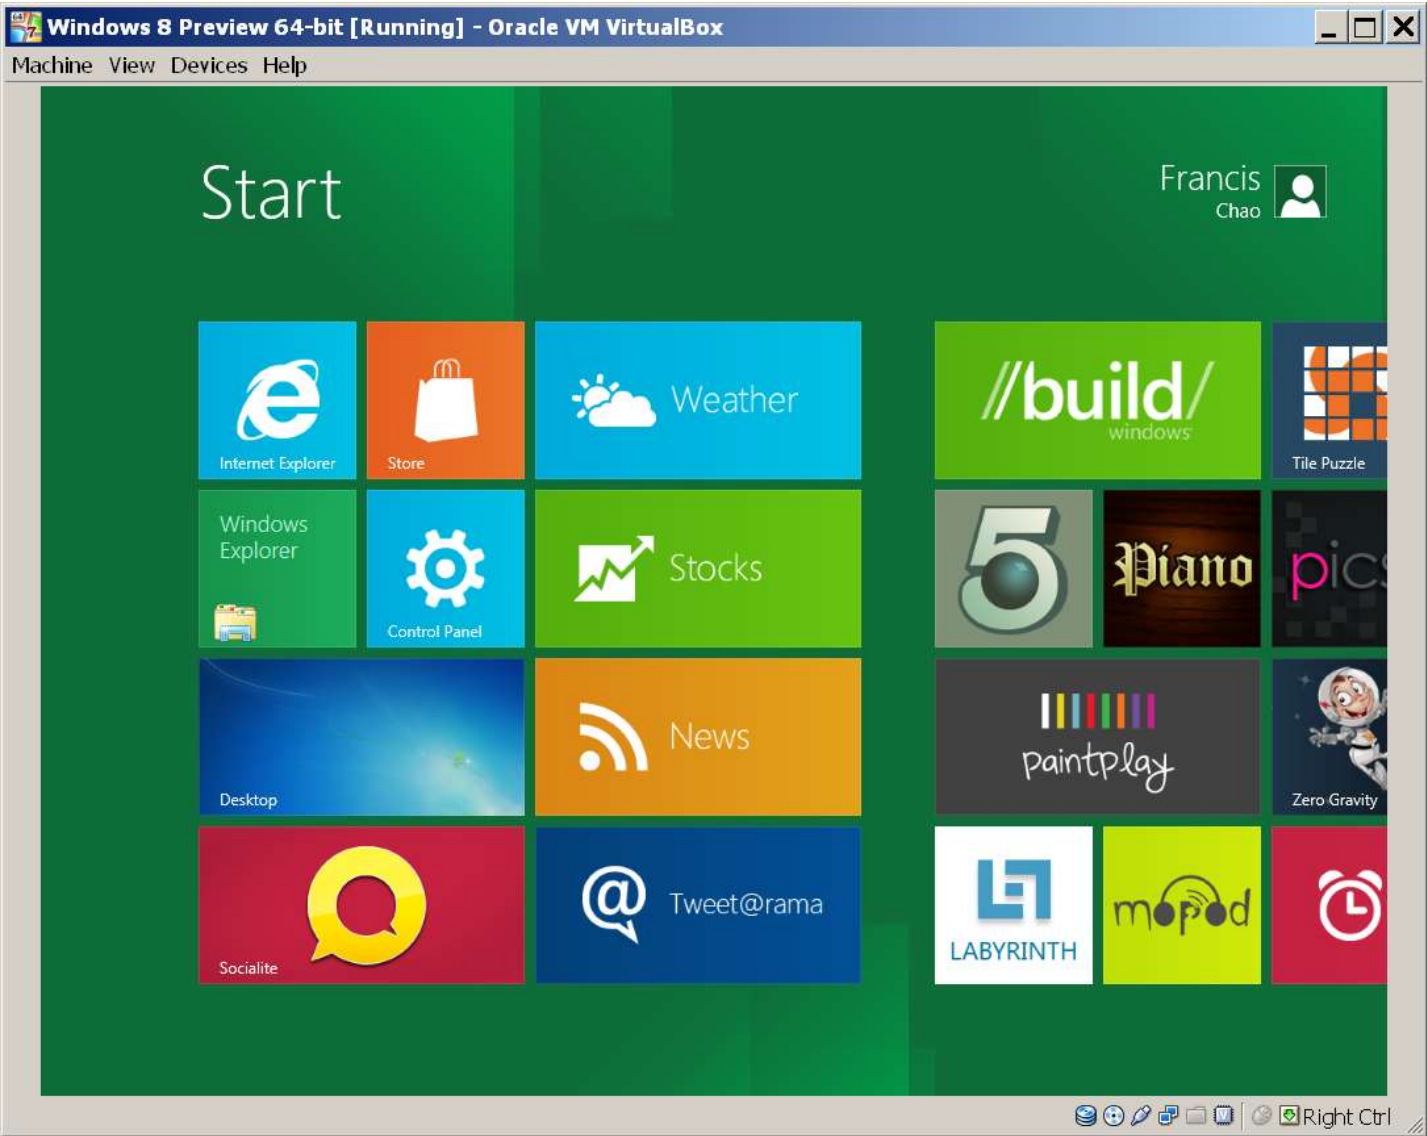 Windows 8 Preview 64-bit [Running] - Oracle VM VirtualBox
Machine View Devices Help
Start
Francis
Chao
Internet Explorer
Store
Weather
//build/
windows
Tile Puzzle
Windows
Explorer
Control Panel
Stocks
5
Piano
pics
Desktop
News
paintplay
Zero Gravity
Socialite
Tweet@rama
LABYRINTH
mopod
Right Ctrl